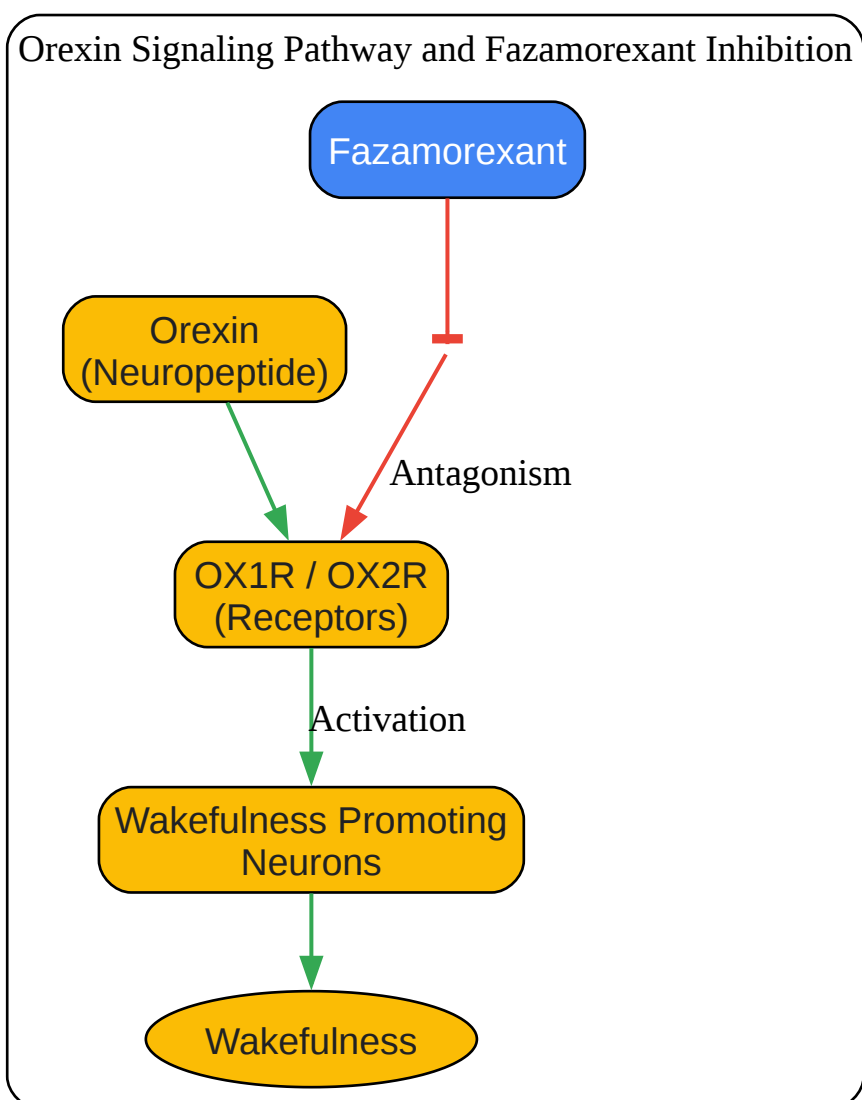 Orexin Signaling Pathway and Fazamorexant Inhibition
Fazamorexant
Orexin
(Neuropeptide)
Antagonism
OX1R / OX2R
(Receptors)
Activation
Wakefulness Promoting
Neurons
Wakefulness